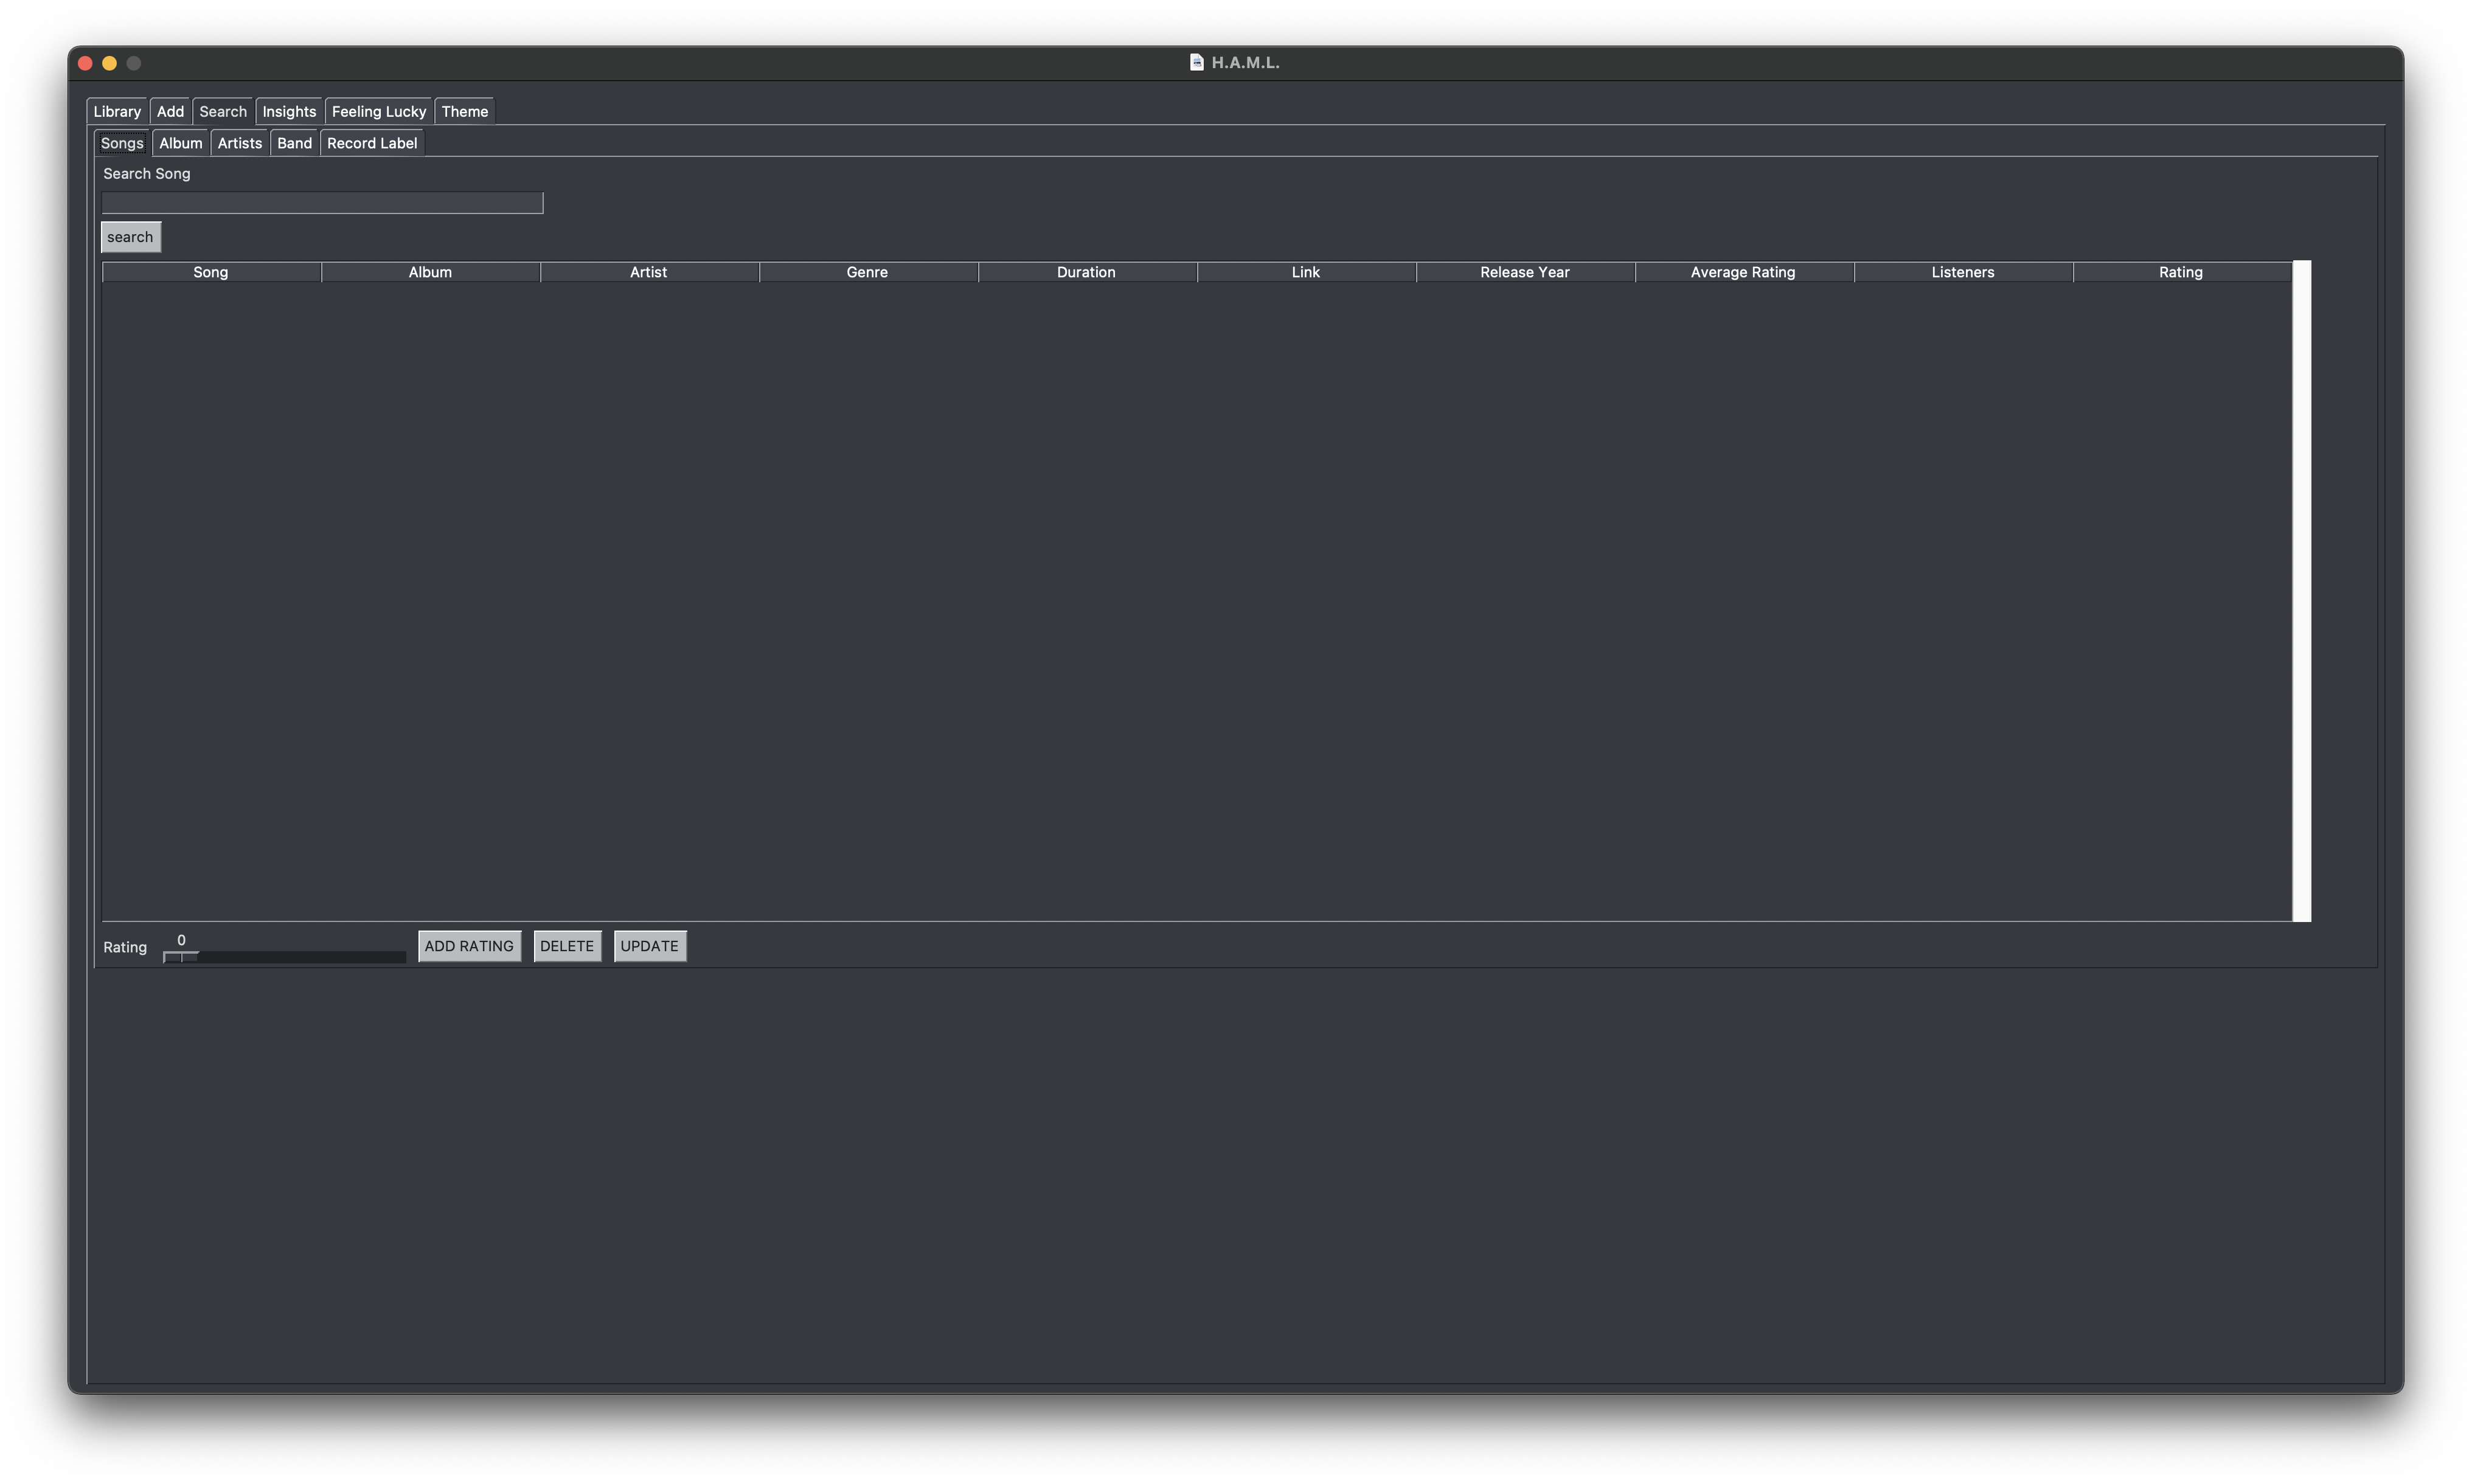 H.A.M.L.
Library Add Search Insights Feeling Lucky Theme
Songs Album Artists Band Record Label
Search Song
search
Song Album Artist Genre Duration Link Release Year Average Rating Listeners Rating
0
Rating ADD RATING DELETE UPDATE